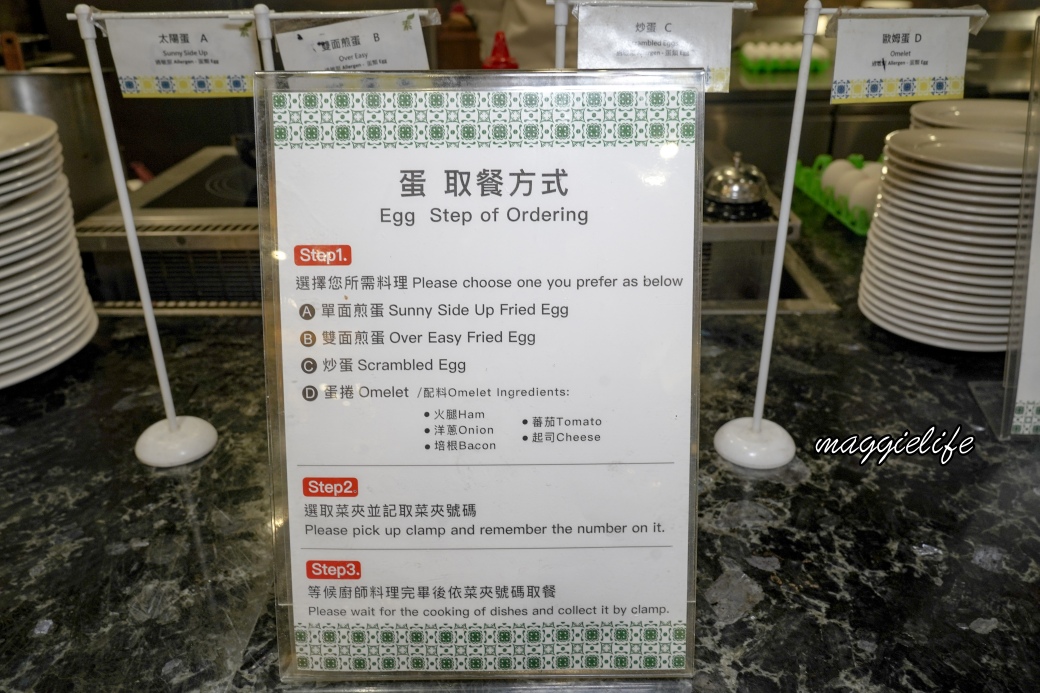 太陽蛋 A
Sunny Side Up
雙面煎蛋 B
Over Easy
炒蛋 C
Scrambled Eggs
歐姆蛋 D
Omelet
蛋 取餐方式
Egg Step of Ordering
Step1.
選擇您所需料理 Please choose one you prefer as below
A 單面煎蛋 Sunny Side Up Fried Egg
B 雙面煎蛋 Over Easy Fried Egg
C 炒蛋 Scrambled Egg
D 蛋捲 Omelet /配料Omelet Ingredients:
● 火腿Ham
● 洋蔥Onion
● 培根Bacon
● 蕃茄Tomato
● 起司Cheese
Step2
選取菜夾並記取菜夾號碼
Please pick up clamp and remember the number on it.
Step3.
等候廚師料理完畢後依菜夾號碼取餐
Please wait for the cooking of dishes and collect it by clamp.
maggielife